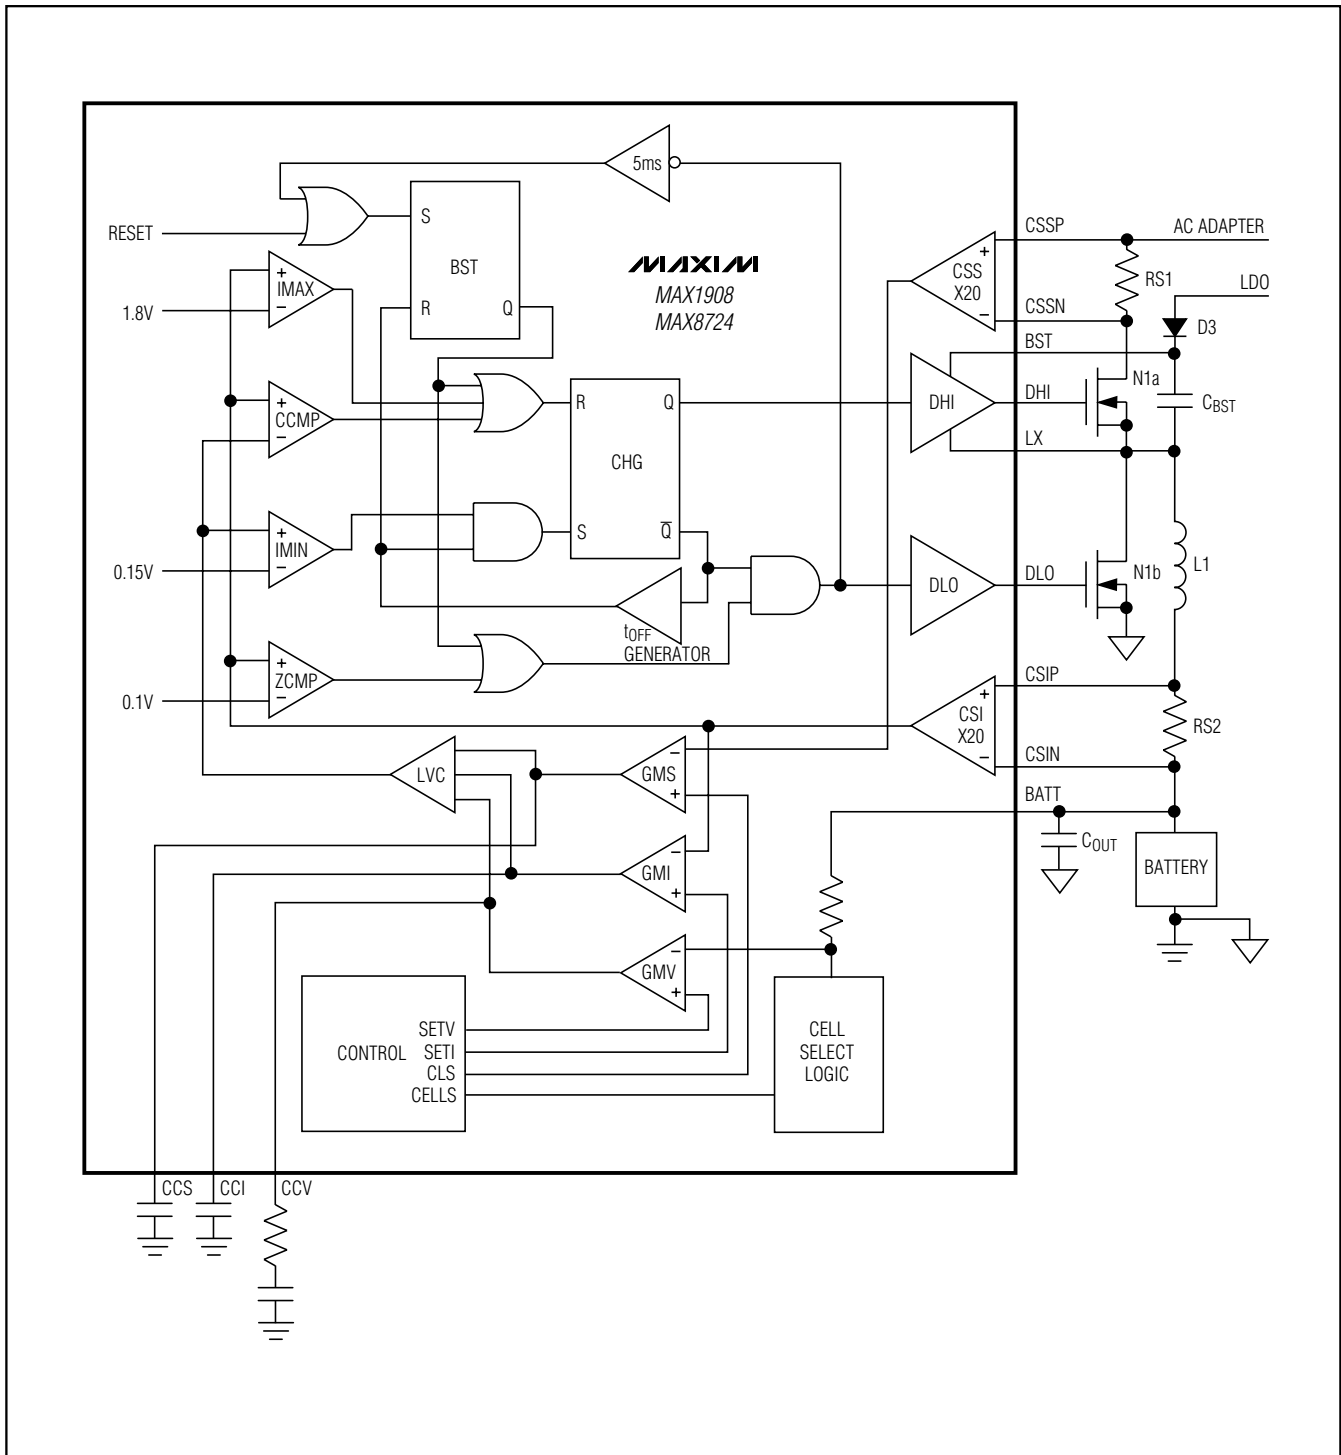 5ms
RESET
S
BST
R
Q
MAXIM
MAX1908
MAX8724
CSSP
AC ADAPTER
+
CSS
X20
−
RS1
LDO
CSSN
D3
+
IMAX
−
1.8V
BST
N1a
DHI
DHI
CBST
LX
+
CCMP
−
R
Q
CHG
S
Q
+
IMIN
−
0.15V
DLO
DLO
N1b
L1
tOFF
GENERATOR
+
ZCMP
−
0.1V
CSIP
+
CSI
X20
−
RS2
CSIN
LVC
−
GMS
+
BATT
COUT
BATTERY
−
GMI
+
−
GMV
+
CONTROL
SETV
SETI
CLS
CELLS
CELL
SELECT
LOGIC
CCS
CCI
CCV